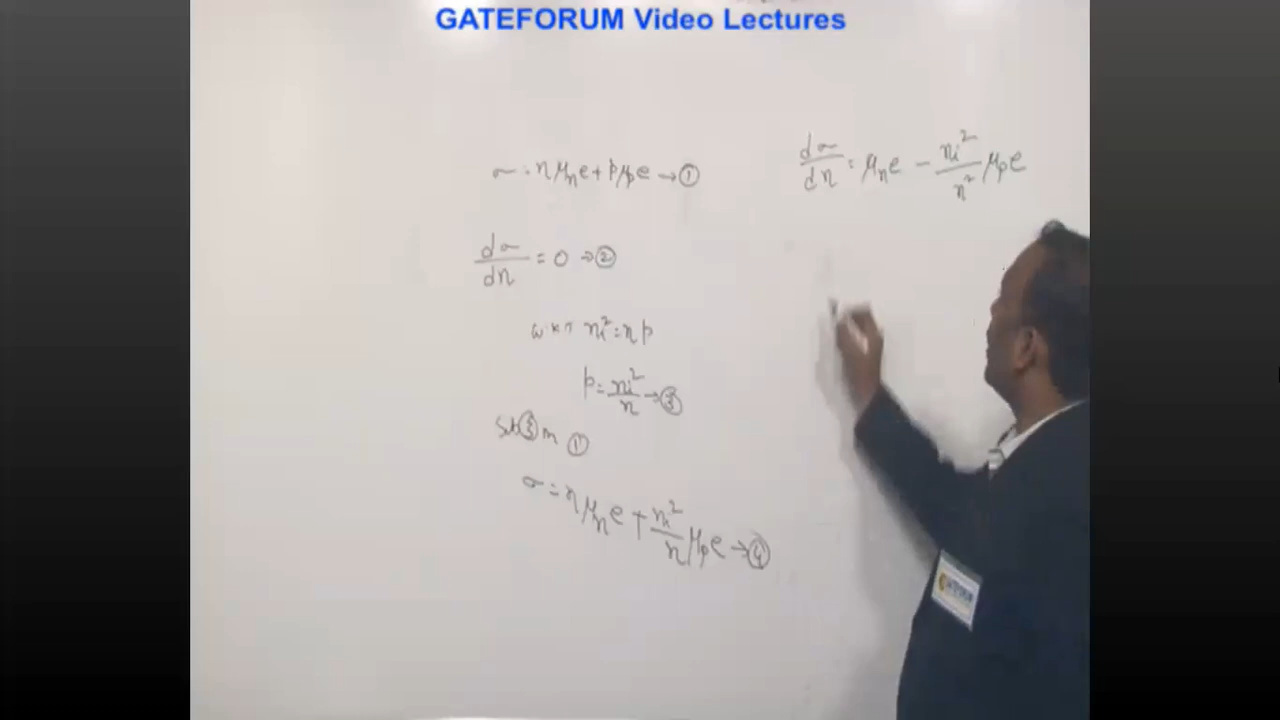 GATEFORUM Video Lectures
σ = nμₙe + pμₚe → ①
dσ/dn = 0 → ②
w.k.T nᵢ² = np
p = nᵢ²/n → ③
Sub ③ in ①
σ = nμₙe + nᵢ²/n μₚe → ④
dσ/dn = μₙe − nᵢ²/n² μₚe
GATEFORUM